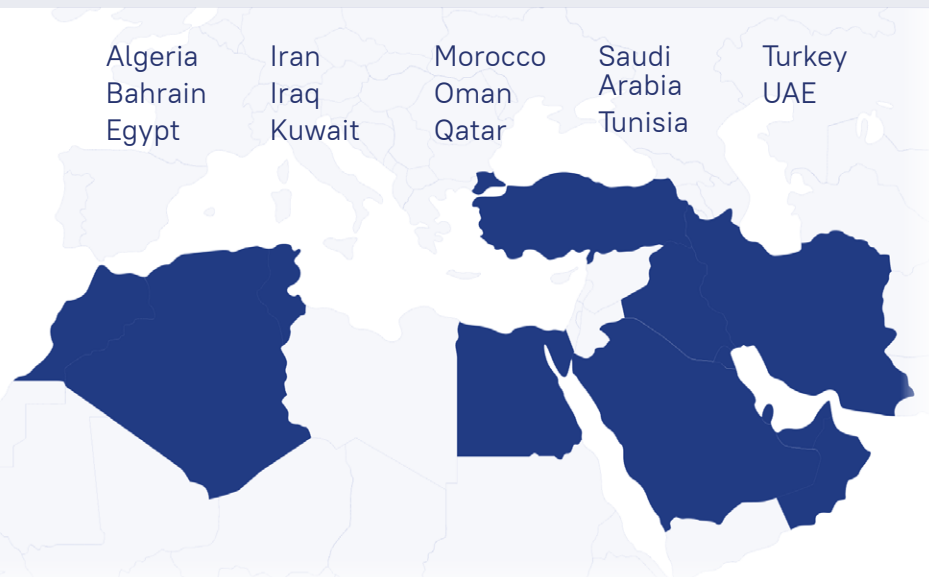 Algeria
Bahrain
Egypt
Iran
Iraq
Kuwait
Morocco
Oman
Qatar
Saudi
Arabia
Tunisia
Turkey
UAE